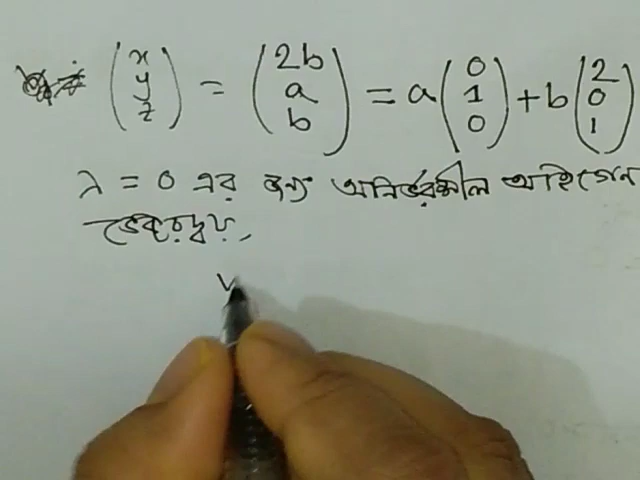 (x y z) = (2b a b) = a (0 1 0) + b (2 0 1)
λ = 0 এর জন্য অনির্ভরশীল আইগেন
ভেক্টরদ্বয়,
v